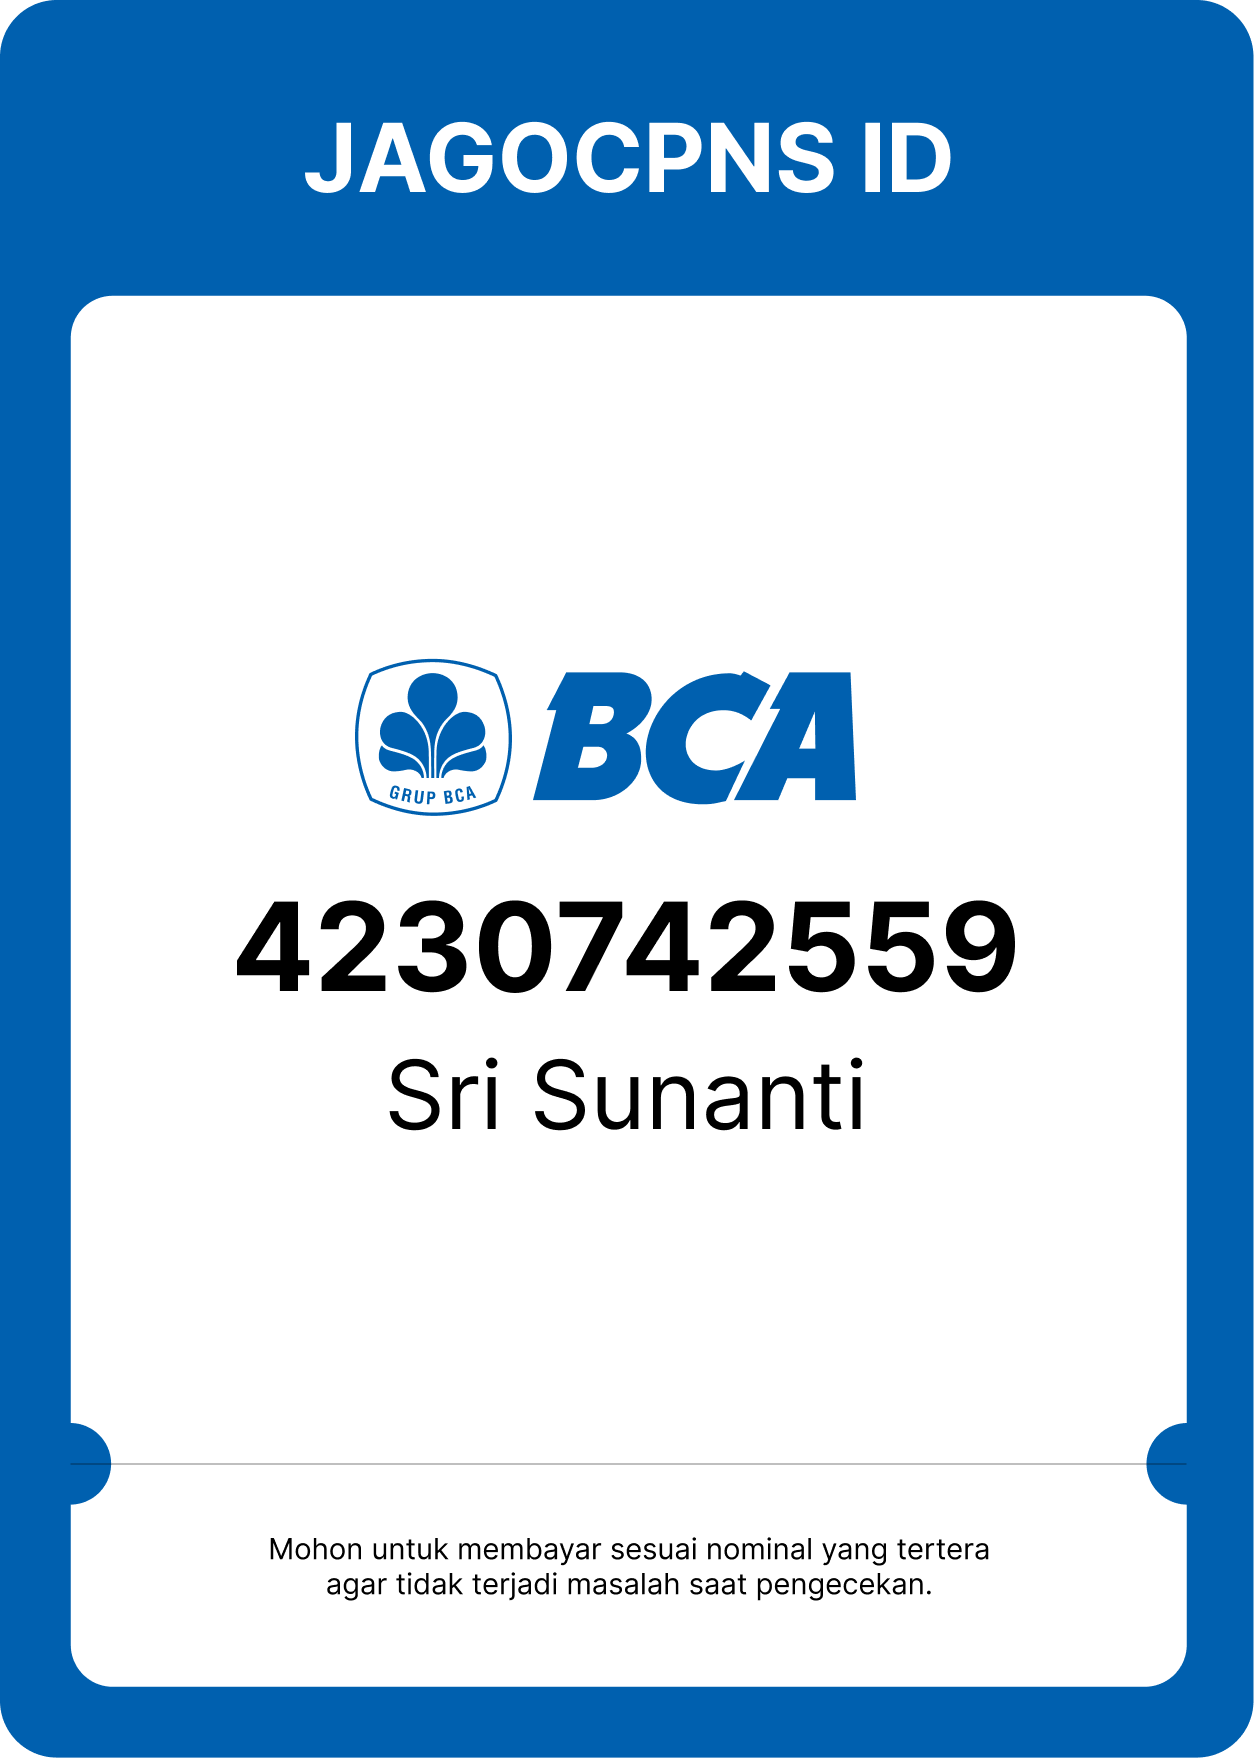 JAGOCPNS ID
GRUP BCA
BCA
4230742559
Sri Sunanti
Mohon untuk membayar sesuai nominal yang tertera
agar tidak terjadi masalah saat pengecekan.